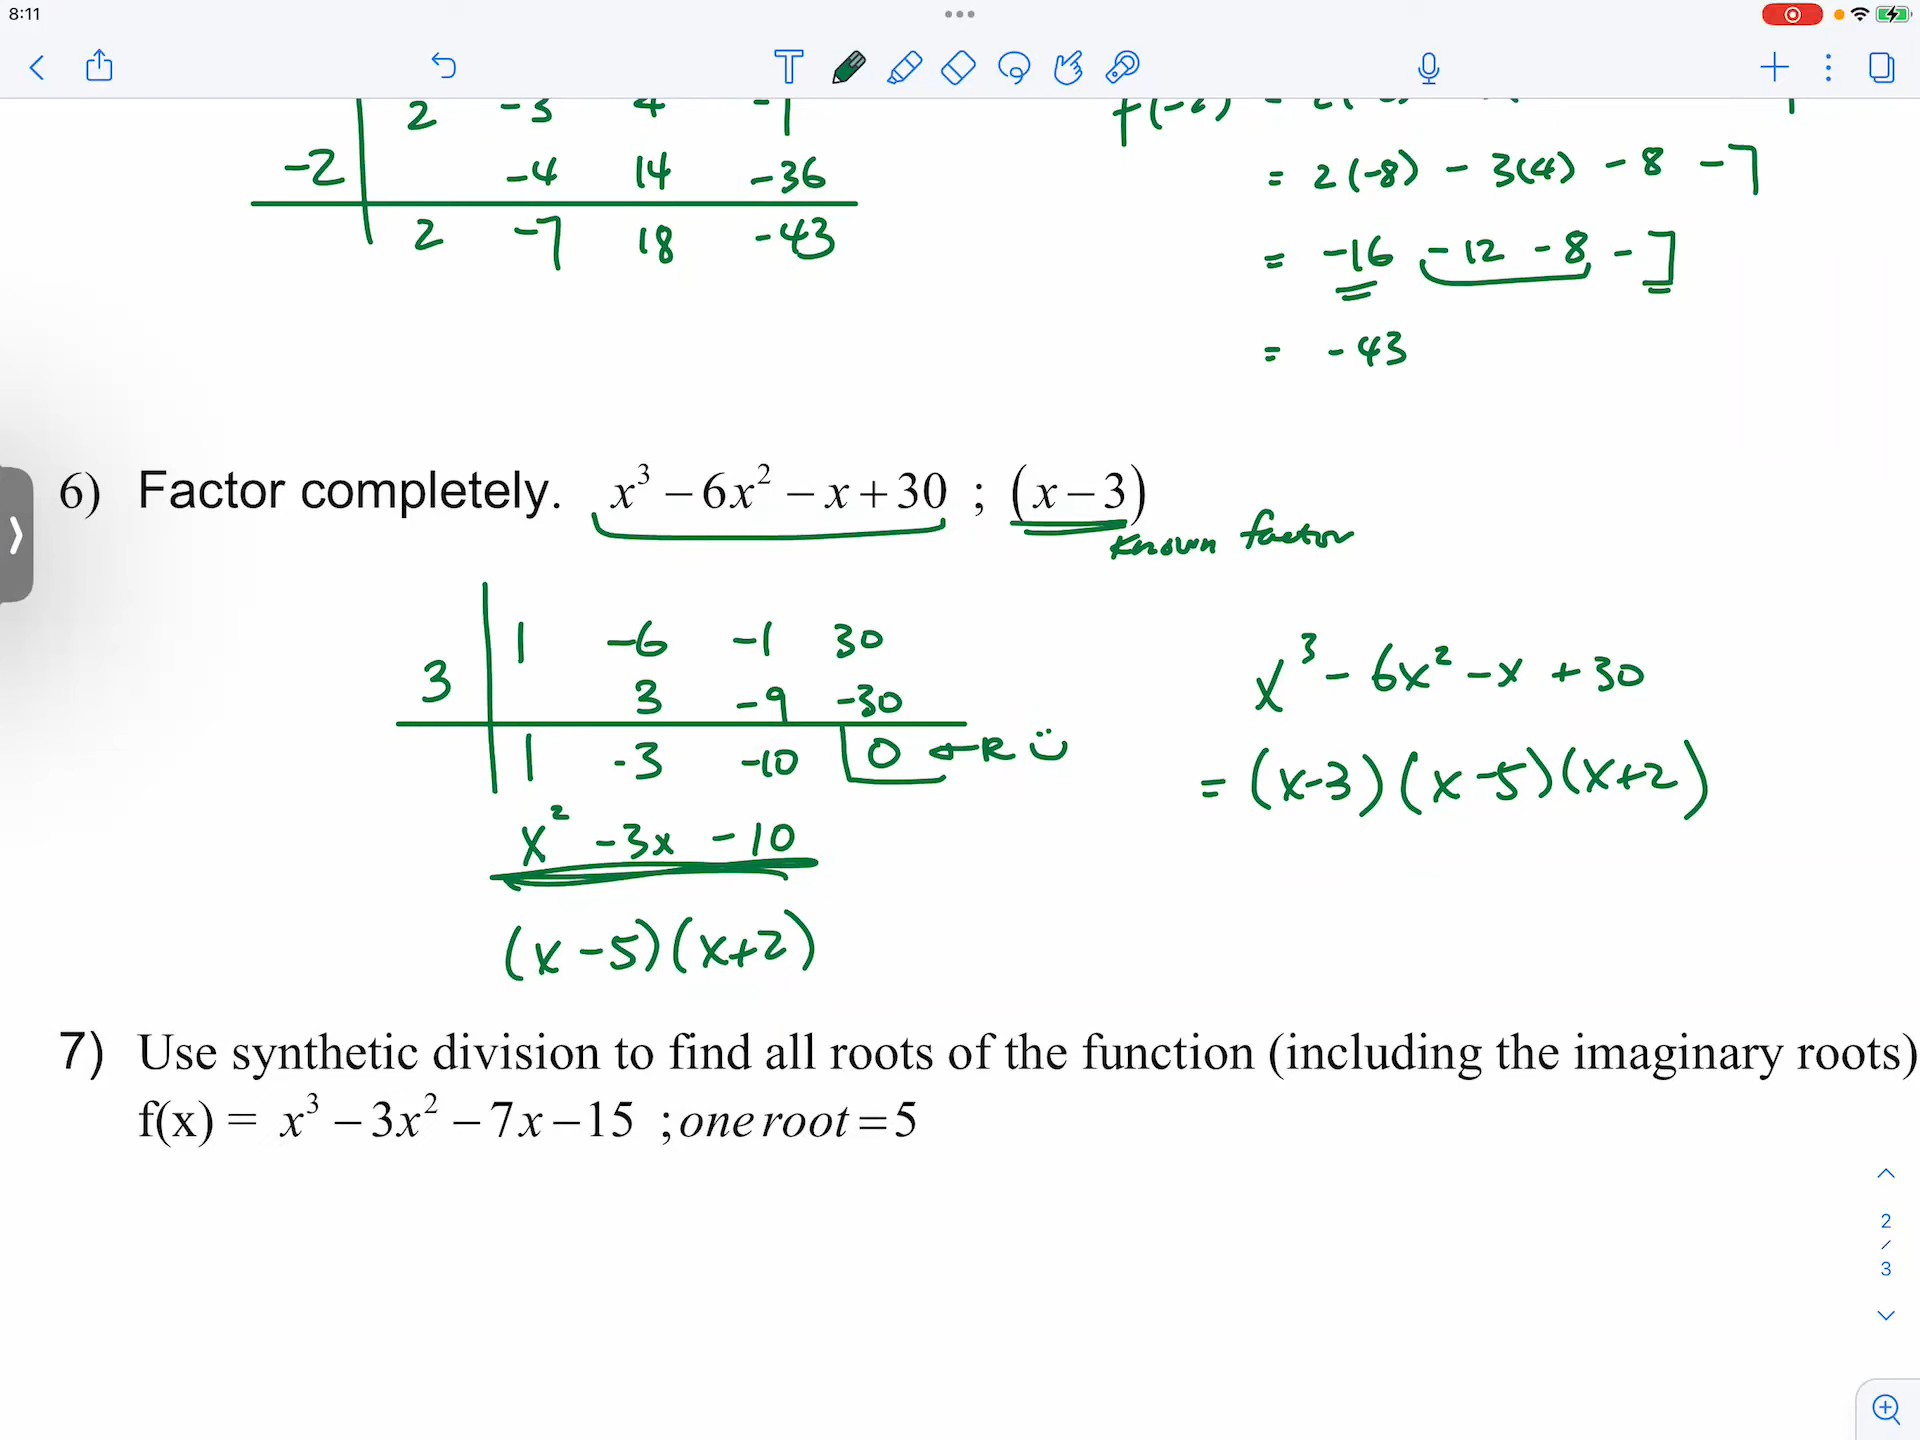 8:11
2 -3 4 -7
-2 -4 14 -36
2 -7 18 -43
= 2(-8) - 3(4) - 8 - 7
= -16 - 12 - 8 - 7
= -43
6) Factor completely. x³ − 6x² − x + 30 ; (x − 3)
Known factor
3 1 -6 -1 30
3 -9 -30
1 -3 -10 0 ← R
x² - 3x - 10
(x - 5)(x + 2)
x³ - 6x² - x + 30
= (x-3)(x-5)(x+2)
7) Use synthetic division to find all roots of the function (including the imaginary roots)
f(x) = x³ − 3x² − 7x − 15 ; one root = 5
2
/
3